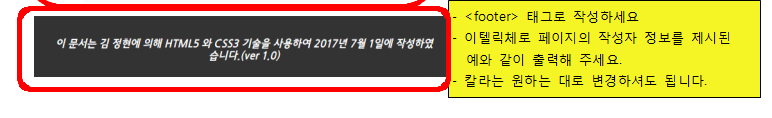 이 문서는 김 정현에 의해 HTML5 와 CSS3 기술을 사용하여 2017년 7월 1일에 작성하였
습니다.(ver 1.0)
- <footer> 태그로 작성하세요
- 이텔릭체로 페이지의 작성자 정보를 제시된
예와 같이 출력해 주세요.
- 칼라는 원하는 대로 변경하셔도 됩니다.